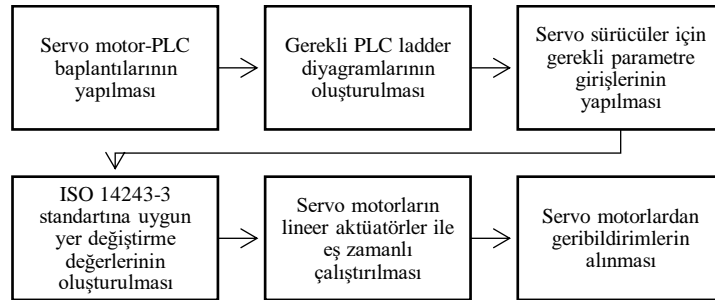 Servo motor-PLC
baplantılarının
yapılması
Gerekli PLC ladder
diyagramlarının
oluşturulması
Servo sürücüler için
gerekli parametre
girişlerinin
yapılması
ISO 14243-3
standartına uygun
yer değiştirme
değerlerinin
oluşturulması
Servo motorların
lineer aktüatörler ile
eş zamanlı
çalıştırılması
Servo motorlardan
geribildirimlerin
alınması